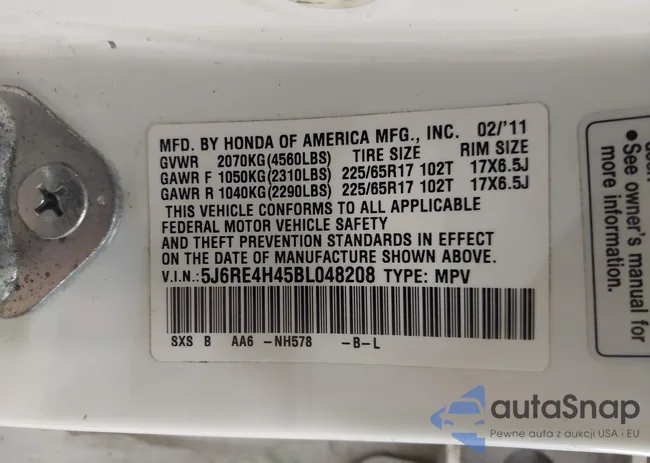 MFD. BY HONDA OF AMERICA MFG., INC. 02/'11
GVWR 2070KG(4560LBS) TIRE SIZE RIM SIZE
GAWR F 1050KG(2310LBS) 225/65R17 102T 17X6.5J
GAWR R 1040KG(2290LBS) 225/65R17 102T 17X6.5J
THIS VEHICLE CONFORMS TO ALL APPLICABLE
FEDERAL MOTOR VEHICLE SAFETY
AND THEFT PREVENTION STANDARDS IN EFFECT
ON THE DATE OF MANUFACTURE SHOWN ABOVE.
V.I.N.:5J6RE4H45BL048208 TYPE: MPV
SXS B AA6 -NH578 -B-L
• See owner's manual for
more information.
autaSnap
Pewne auta z aukcji USA i EU